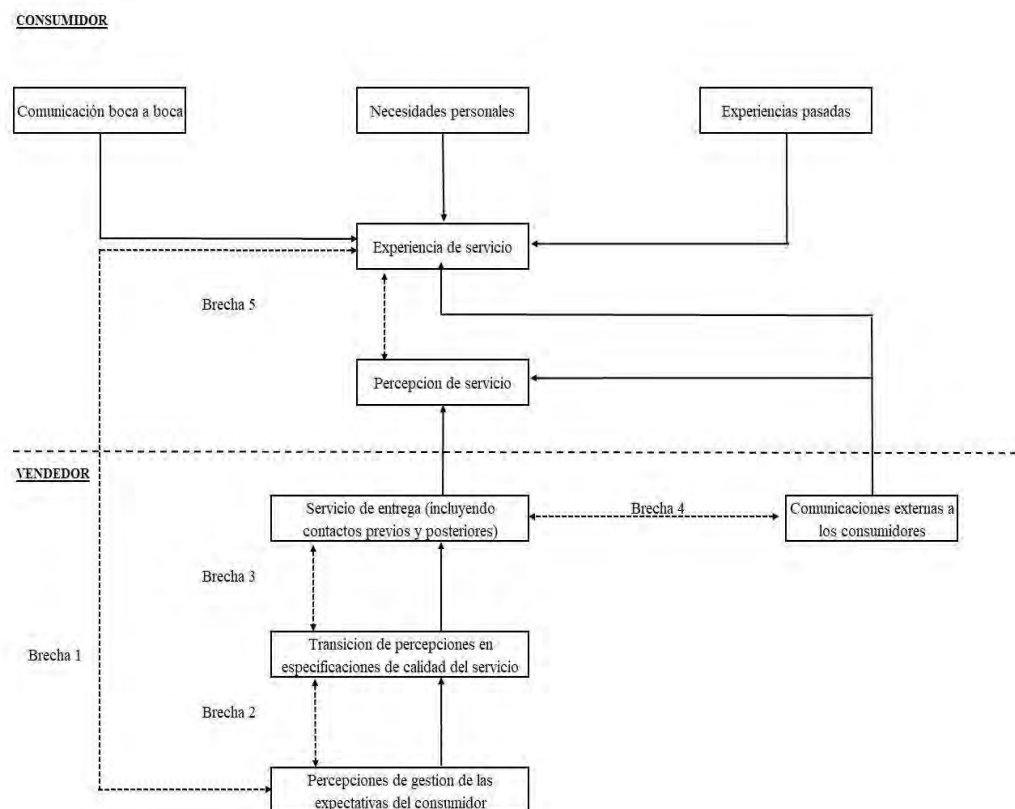 CONSUMIDOR
Comunicación boca a boca
Necesidades personales
Experiencias pasadas
Experiencia de servicio
Brecha 5
Percepcion de servicio
VENDEDOR
Servicio de entrega (incluyendo
contactos previos y posteriores)
Brecha 4
Comunicaciones externas a
los consumidores
Brecha 3
Transicion de percepciones en
especificaciones de calidad del servicio
Brecha 1
Brecha 2
Percepciones de gestion de las
expectativas del consumidor